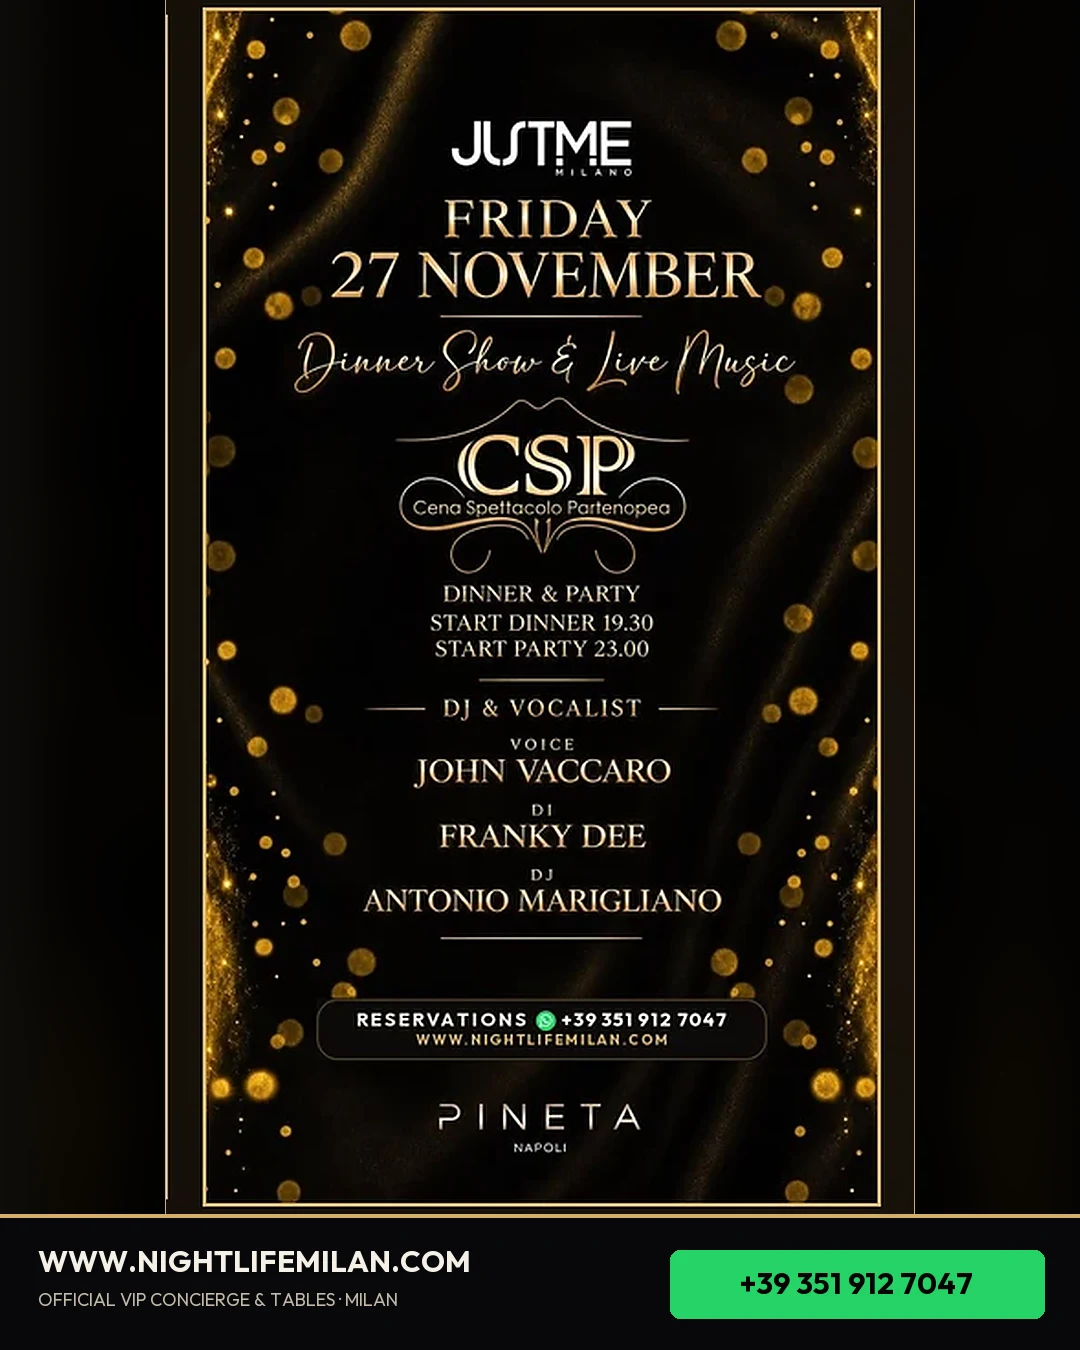 JUSTME
MILANO
FRIDAY
27 NOVEMBER
Dinner Show & Live Music
CSP
Cena Spettacolo Partenopea
DINNER & PARTY
START DINNER 19.30
START PARTY 23.00
DJ & VOCALIST
VOICE
JOHN VACCARO
DI
FRANKY DEE
DJ
ANTONIO MARIGLIANO
RESERVATIONS +39 351 912 7047
WWW.NIGHTLIFEMILAN.COM
PINETA
NAPOLI
WWW.NIGHTLIFEMILAN.COM
OFFICIAL VIP CONCIERGE & TABLES · MILAN
+39 351 912 7047